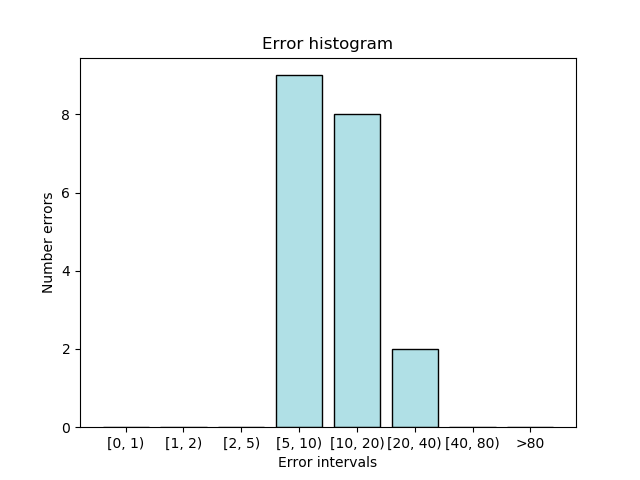 Error histogram
Number errors
8
6
4
2
0
[0, 1) [1, 2) [2, 5) [5, 10) [10, 20) [20, 40) [40, 80) >80
Error intervals